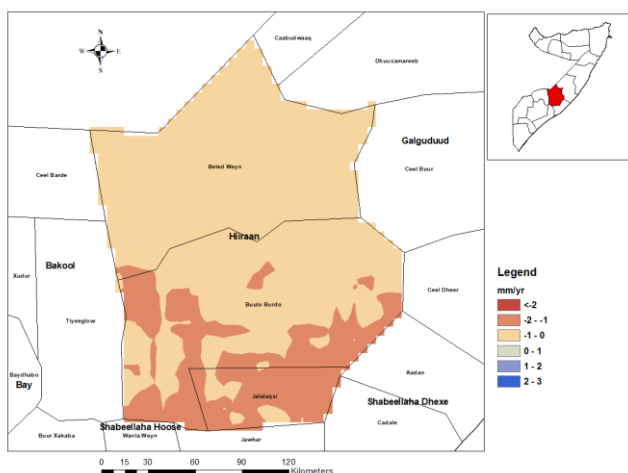 Caabudwaaq
N
W E
S
Dhuusamareeb
Galguduud
Ceel Barde
Beled Weyn
Ceel Buur
Hiiraan
Bakool
Xudur
Ceel Dheer
Buulo Burdo
Tiyeeglow
Baydhabo
Bay
Aadan
Jalalaqsi
Shabeellaha Dhexe
Shabeellaha Hoose
Buur Xakaba
Wanla Weyn
Jawhar
Cadale
0 15 30 60 90 120
Kilometers
Legend
mm/yr
<-2
-2 - -1
-1 - 0
0 - 1
1 - 2
2 - 3